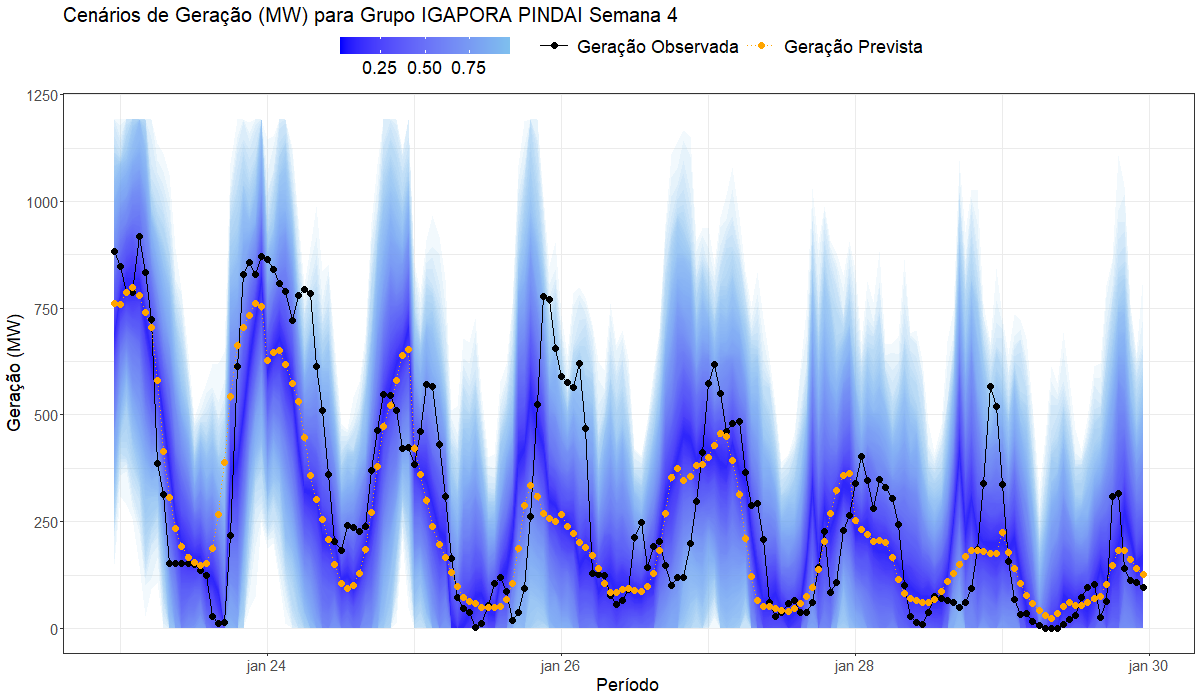 Cenários de Geração (MW) para Grupo IGAPORA PINDAI Semana 4
0.25 0.50 0.75
Geração Observada
Geração Prevista
Geração (MW)
1250
1000
750
500
250
0
jan 24
jan 26
jan 28
jan 30
Período